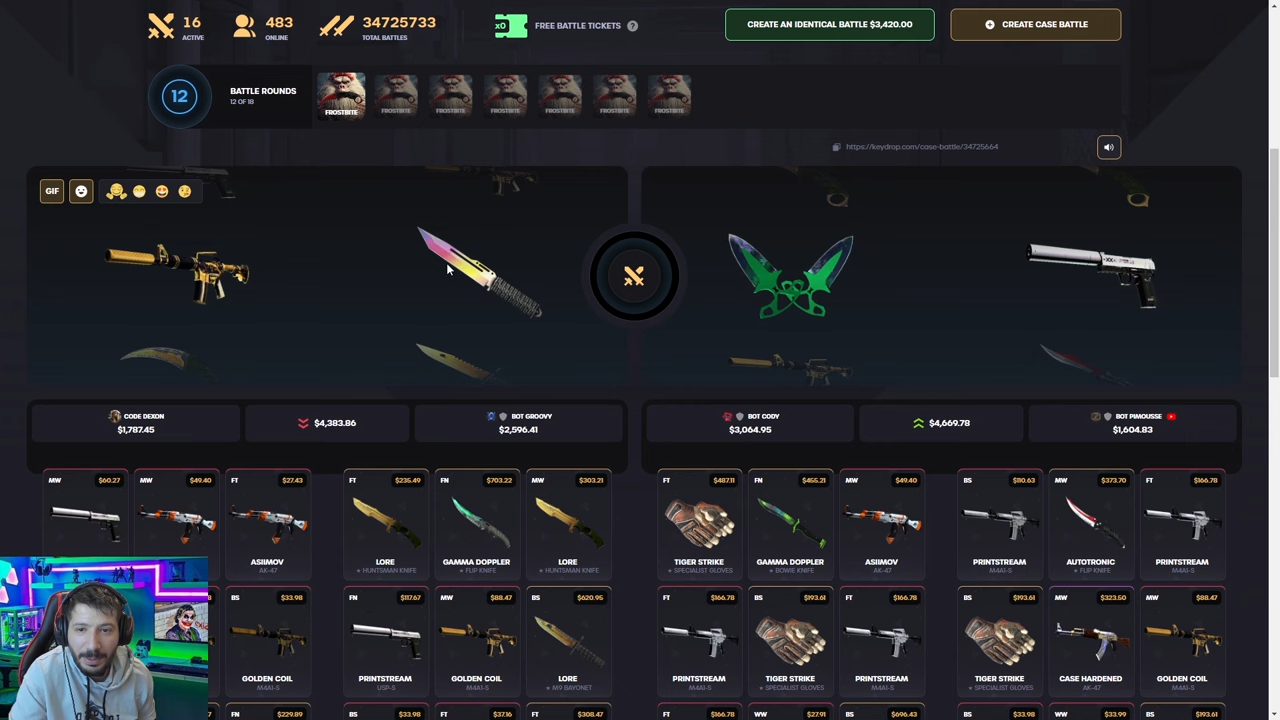 16
ACTIVE
483
ONLINE
34725733
TOTAL BATTLES
x0
FREE BATTLE TICKETS ?
CREATE AN IDENTICAL BATTLE $3,420.00
CREATE CASE BATTLE
12
BATTLE ROUNDS
12 OF 18
FROSTBITE
FROSTBITE
FROSTBITE
FROSTBITE
FROSTBITE
FROSTBITE
FROSTBITE
https://keydrop.com/case-battle/34725664
GIF
CODE DEXON
$1,787.45
$4,383.86
BOT GROOVY
$2,596.41
BOT CODY
$3,064.95
$4,669.78
BOT PIMOUSSE
$1,604.83
MW $60.27
MW $49.40
FT $27.43
FT $235.49
FN $703.22
MW $303.21
FT $487.11
FN $455.21
MW $49.40
BS $110.63
MW $373.70
FT $166.78
ASIIMOV
AK-47
LORE
★ HUNTSMAN KNIFE
GAMMA DOPPLER
★ FLIP KNIFE
LORE
★ HUNTSMAN KNIFE
TIGER STRIKE
★ SPECIALIST GLOVES
GAMMA DOPPLER
★ BOWIE KNIFE
ASIIMOV
AK-47
PRINTSTREAM
M4A1-S
AUTOTRONIC
★ FLIP KNIFE
PRINTSTREAM
M4A1-S
BS $33.98
FN $117.67
MW $88.47
BS $620.95
FT $166.78
BS $193.61
FT $166.78
BS $193.61
MW $323.50
MW $88.47
GOLDEN COIL
M4A1-S
PRINTSTREAM
USP-S
GOLDEN COIL
M4A1-S
LORE
★ M9 BAYONET
PRINTSTREAM
M4A1-S
TIGER STRIKE
★ SPECIALIST GLOVES
PRINTSTREAM
M4A1-S
TIGER STRIKE
★ SPECIALIST GLOVES
CASE HARDENED
AK-47
GOLDEN COIL
M4A1-S
FN $229.89
BS $33.98
FT $37.16
FT $308.47
FT $166.78
WW $27.91
BS $696.43
BS $33.98
WW $33.99
BS $193.61